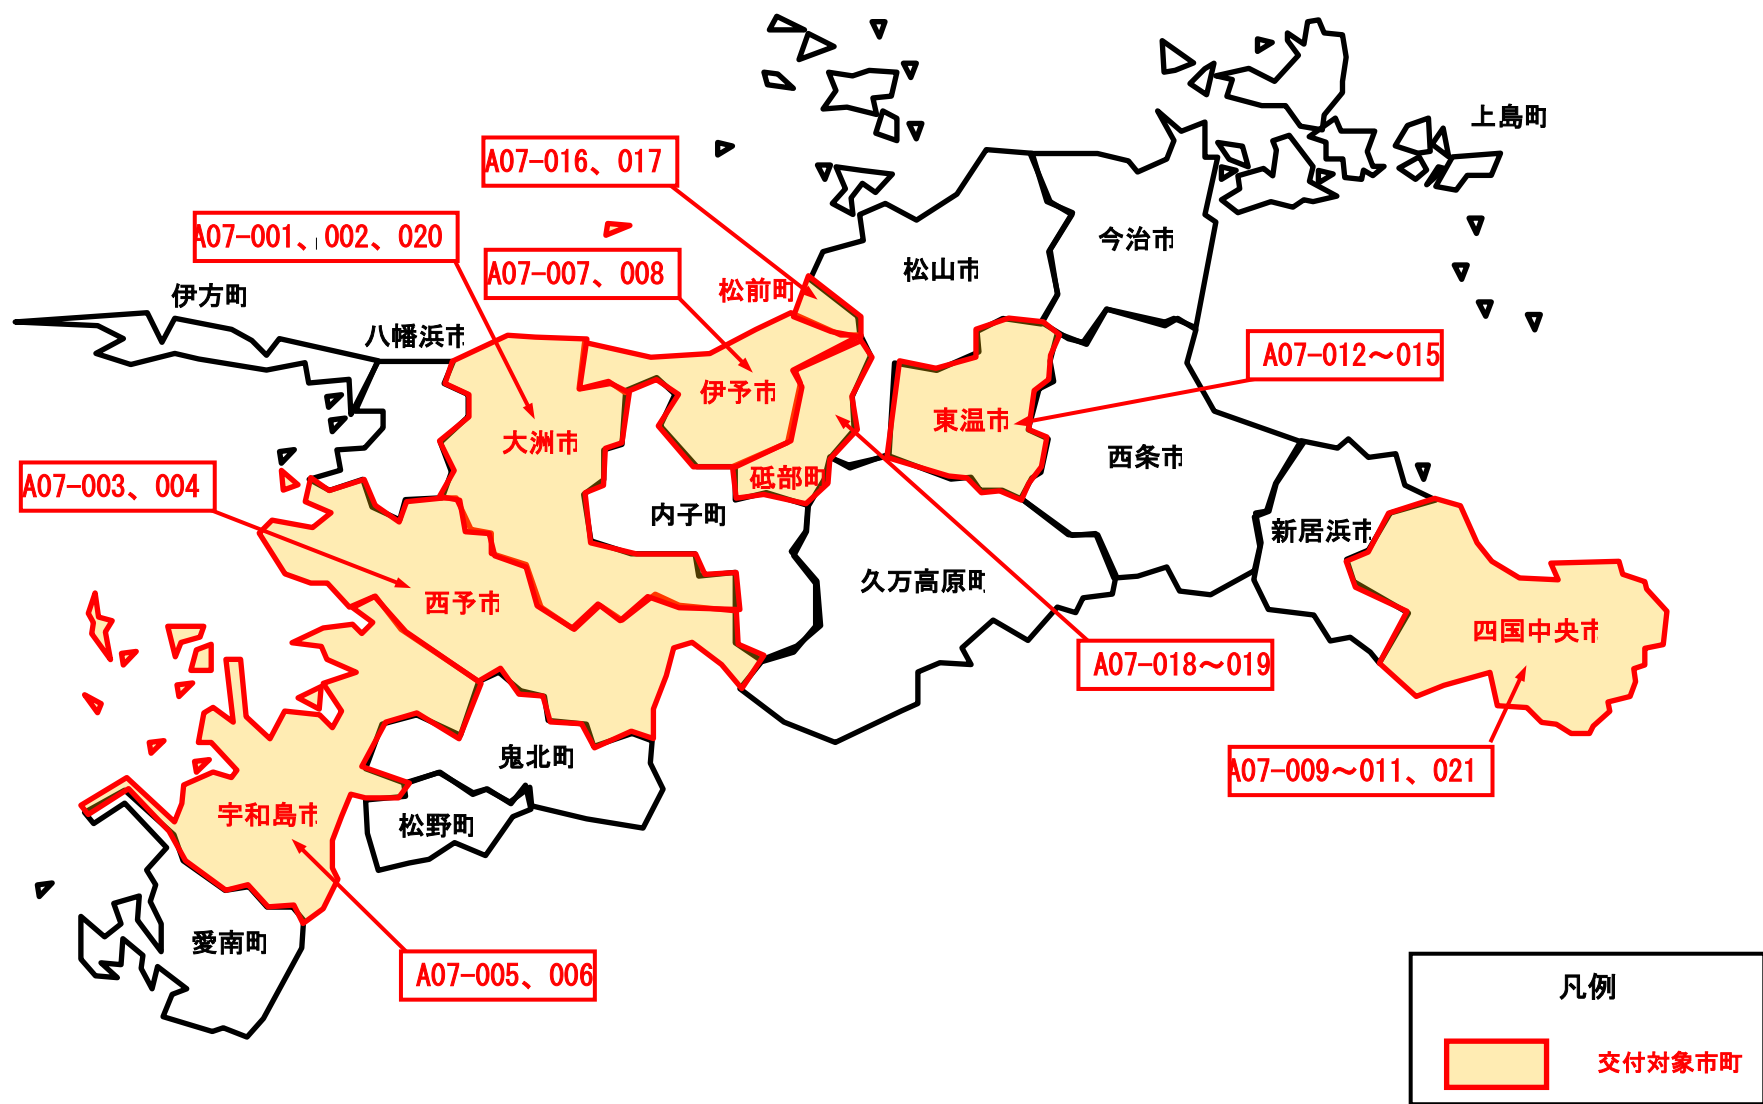 上島町
A07-016、017
A07-001、002、020
今治市
A07-007、008
松山市
松前町
伊方町
八幡浜市
A07-012～015
伊予市
東温市
大洲市
西条市
砥部町
A07-003、004
内子町
新居浜市
久万高原町
西予市
四国中央市
A07-018～019
鬼北町
A07-009～011、021
宇和島市
松野町
愛南町
A07-005、006
凡例
交付対象市町